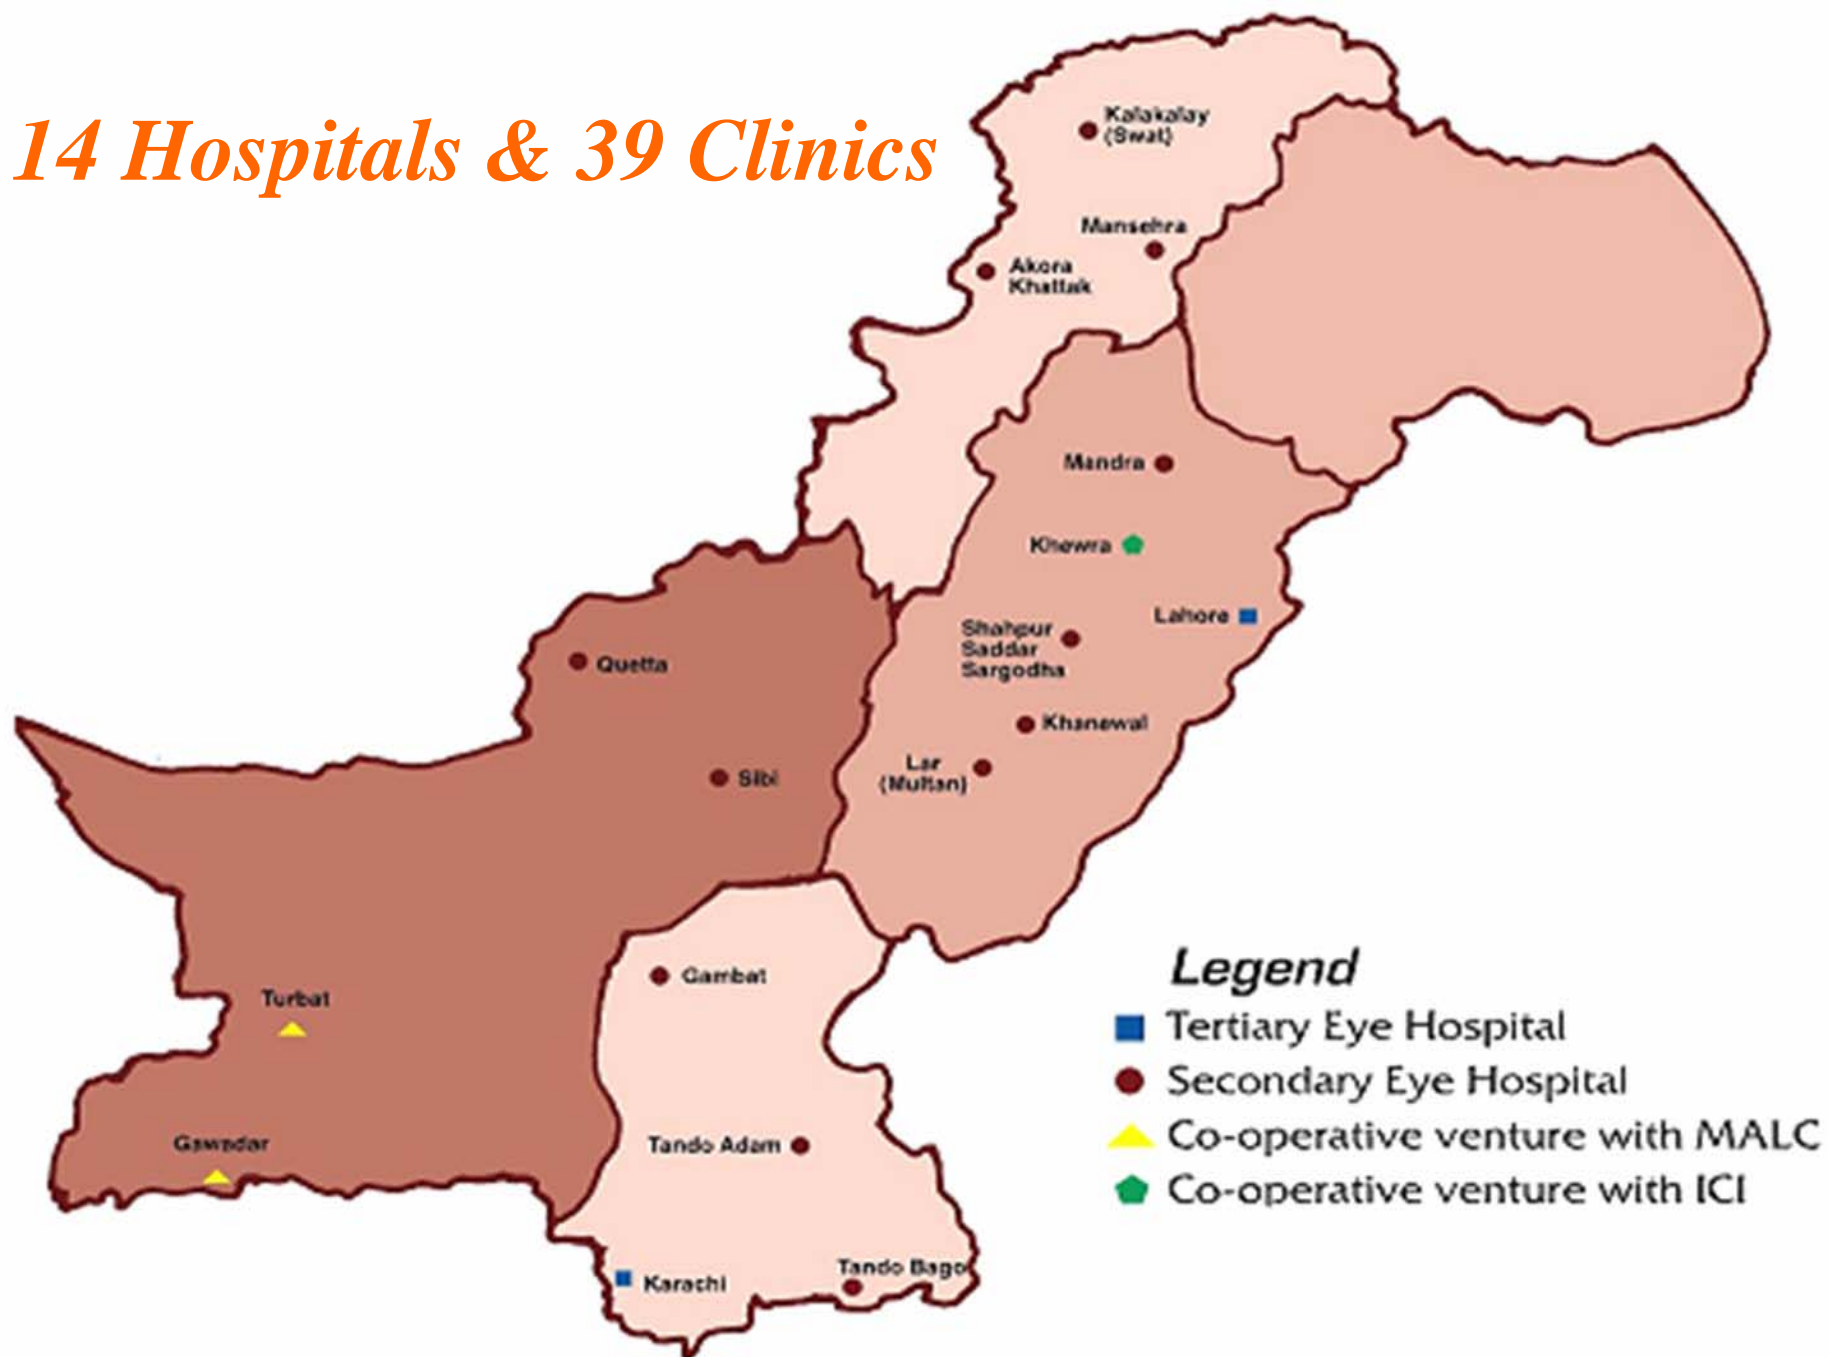 14 Hospitals & 39 Clinics
Kalakalay
(Swat)
Mansehra
Akora
Khattak
Mandra
Khewra
Lahore
Shahpur
Saddar
Sargodha
Quetta
Khanewal
Lar
(Multan)
Sibi
Gambat
Turbat
Gawadar
Tando Adam
Tando Bago
Karachi
Legend
Tertiary Eye Hospital
Secondary Eye Hospital
Co-operative venture with MALC
Co-operative venture with ICI